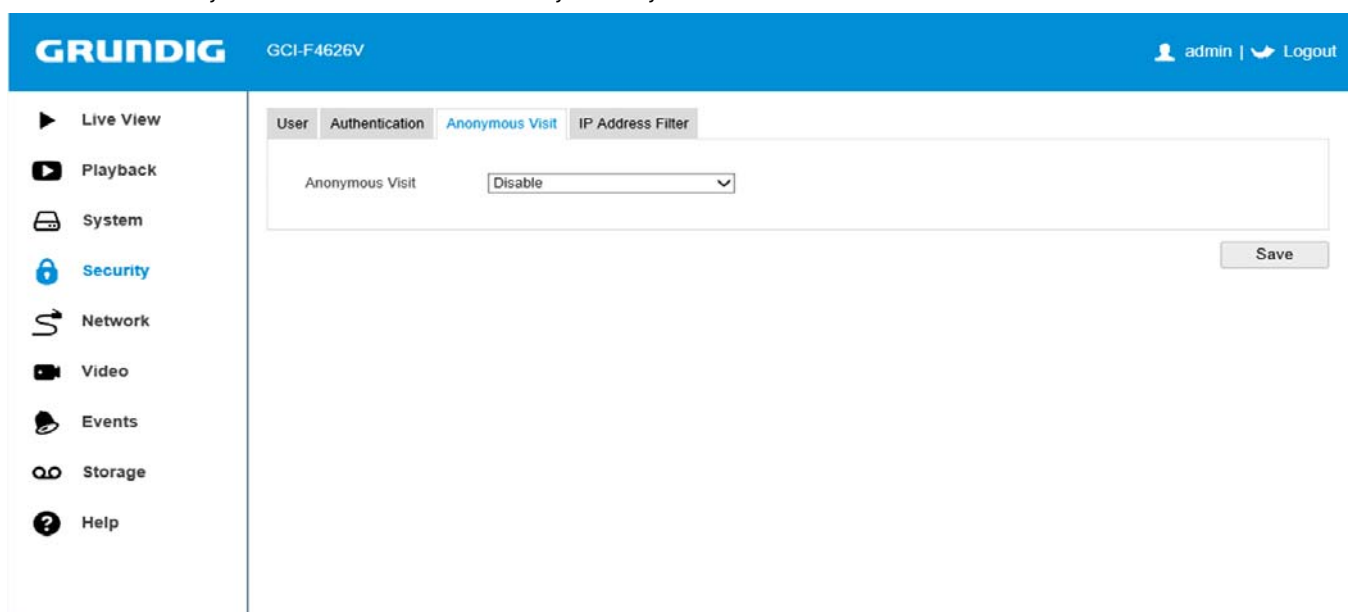 GRUNDIG GCI-F4626V admin | Logout
Live View
Playback
System
Security
Network
Video
Events
Storage
Help
User Authentication Anonymous Visit IP Address Filter
Anonymous Visit Disable
Save